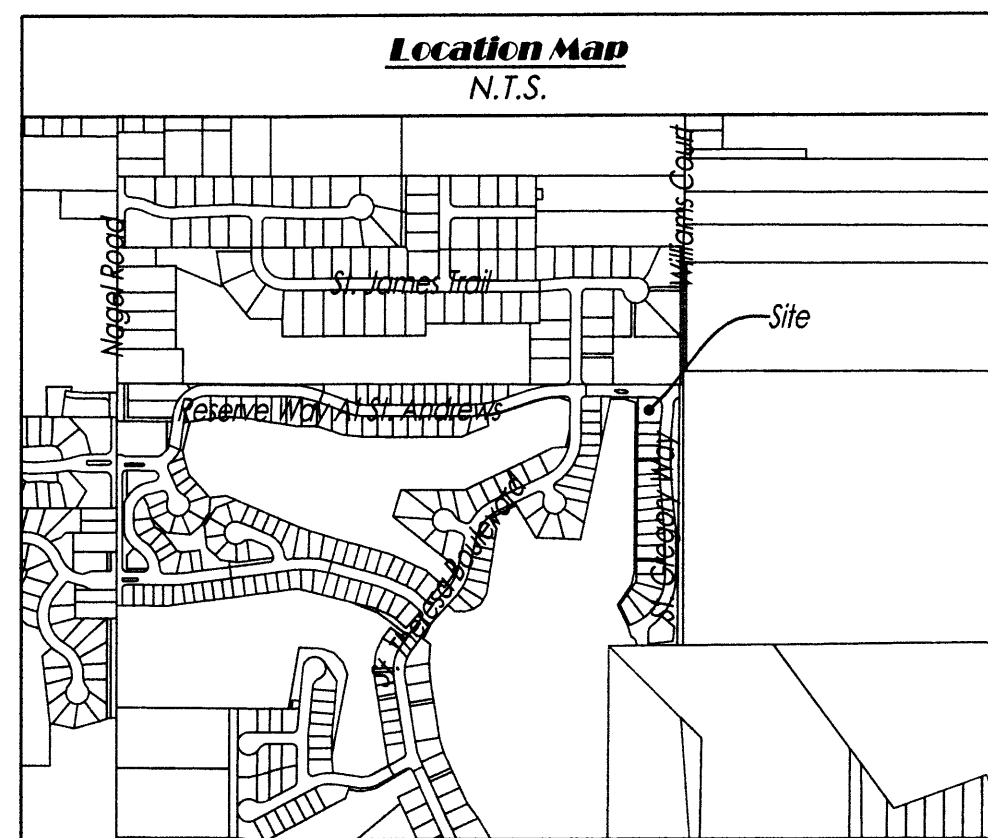 Location Map
N.T.S.
Williams Court
Nagel Road
St. James Trail
Site
Reserve Way At St. Andrews
St. Gregory Way
St. Theresa Boulevard